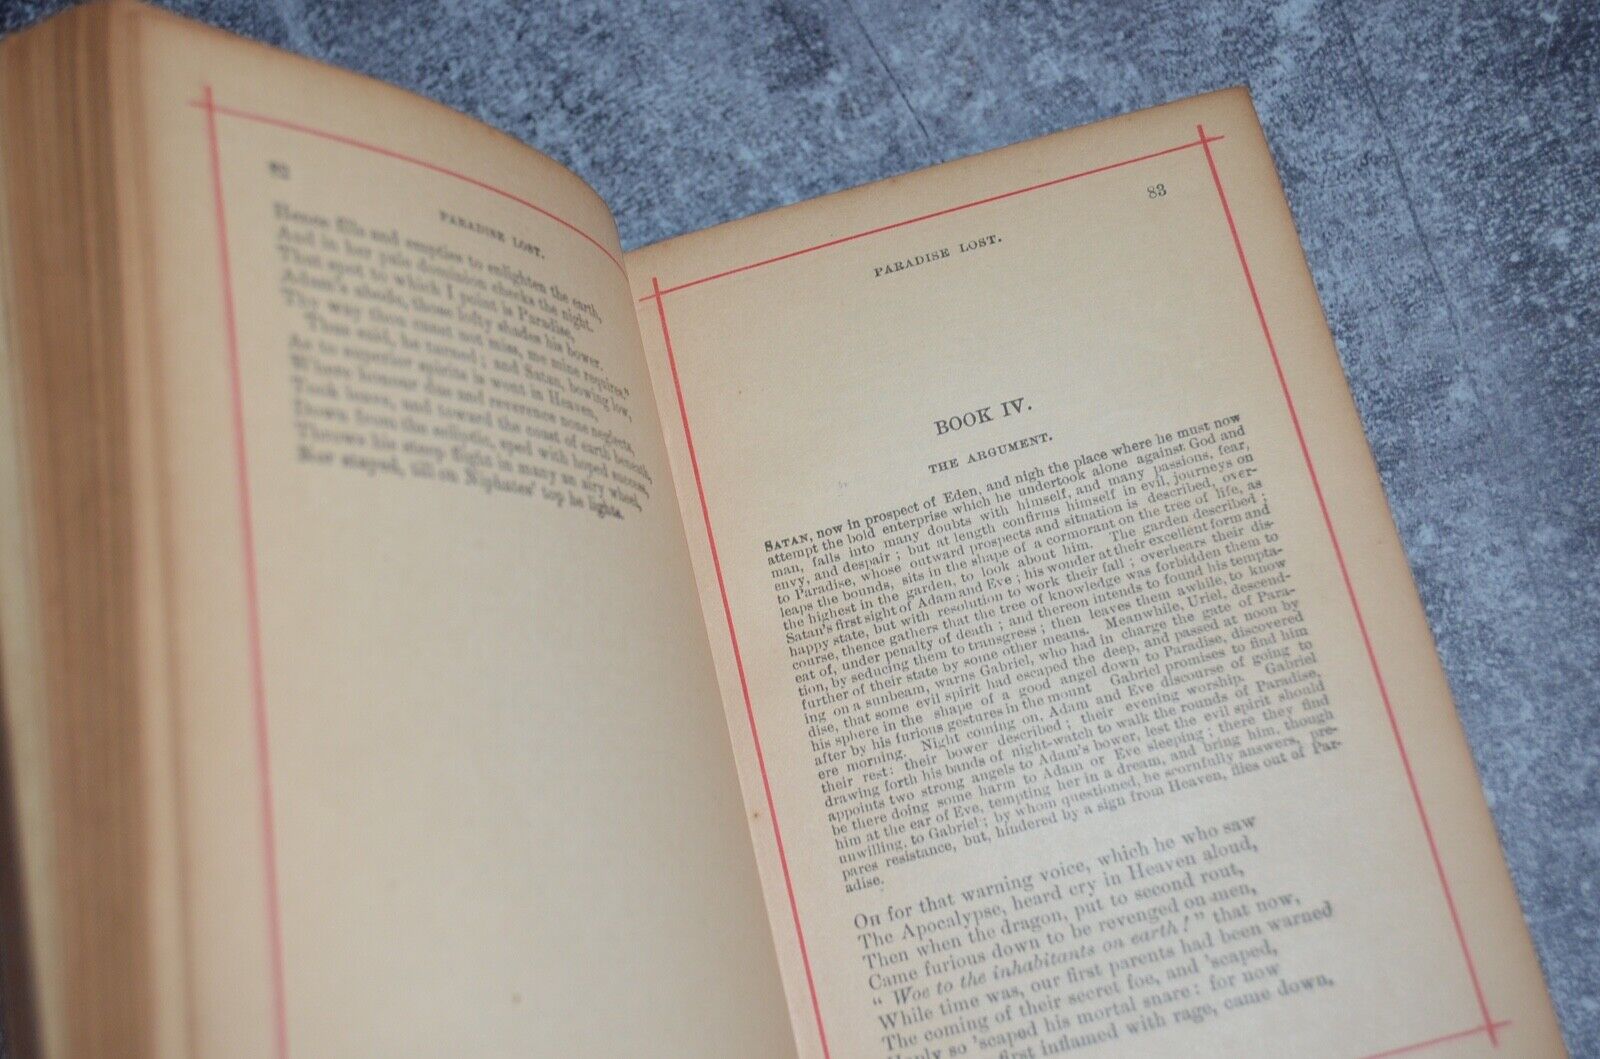 82
PARADISE LOST.
Hence fills and empties to enlighten the earth,
And in her pale dominion checks the night.
That spot to which I point is Paradise,
Adam's abode, those lofty shades his bower.
Thy way thou canst not miss, me mine requires."
Thus said, he turned; and Satan, bowing low,
As to superior spirits is wont in Heaven,
Where honour due and reverence none neglects,
Took leave, and toward the coast of earth beneath,
Down from the ecliptic, sped with hoped success,
Throws his steep flight in many an airy wheel,
Nor stayed, till on Niphates' top he lights.
83
PARADISE LOST.
BOOK IV.
THE ARGUMENT.
SATAN, now in prospect of Eden, and nigh the place where he must now
attempt the bold enterprise which he undertook alone against God and
man, falls into many doubts with himself, and many passions, fear,
envy, and despair; but at length confirms himself in evil, journeys on
to Paradise, whose outward prospects and situation is described, over-
leaps the bounds, sits in the shape of a cormorant on the tree of life, as
the highest in the garden, to look about him. The garden described;
Satan's first sight of Adam and Eve; his wonder at their excellent form and
happy state, but with resolution to work their fall; overhears their dis-
course, thence gathers that the tree of knowledge was forbidden them to
eat of, under penalty of death; and thereon intends to found his tempta-
tion, by seducing them to transgress; then leaves them awhile, to know
further of their state by some other means. Meanwhile, Uriel, descend-
ing on a sunbeam, warns Gabriel, who had in charge the gate of Para-
dise, that some evil spirit had escaped the deep, and passed at noon by
his sphere in the shape of a good angel down to Paradise, discovered
after by his furious gestures in the mount Gabriel promises to find him
ere morning. Night coming on, Adam and Eve discourse of going to
their rest: their bower described; their evening worship. Gabriel
drawing forth his bands of night-watch to walk the rounds of Paradise,
appoints two strong angels to Adam's bower, lest the evil spirit should
be there doing some harm to Adam or Eve sleeping; there they find
him at the ear of Eve, tempting her in a dream, and bring him, though
unwilling, to Gabriel; by whom questioned, he scornfully answers, pre-
pares resistance, but, hindered by a sign from Heaven, flies out of Par-
adise.
OH for that warning voice, which he who saw
The Apocalypse, heard cry in Heaven aloud,
Then when the dragon, put to second rout,
Came furious down to be revenged on men,
"Woe to the inhabitants on earth!" that now,
While time was, our first parents had been warned
The coming of their secret foe, and 'scaped,
Haply so 'scaped his mortal snare: for now
first inflamed with rage, came down,